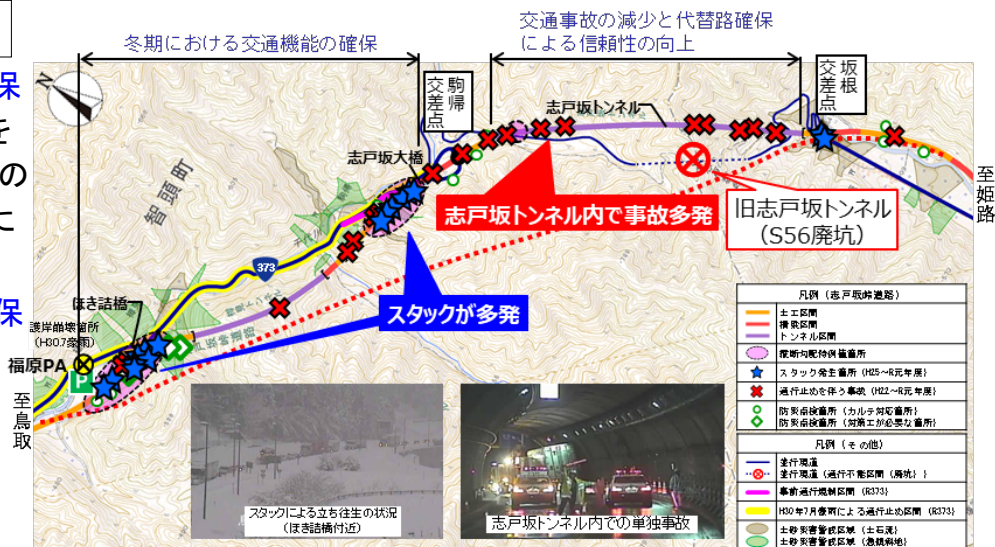 保
を
の
に
保
冬期における交通機能の確保
交通事故の減少と代替路確保
による信頼性の向上
N
駒帰
交差点
坂根
交差点
志戸坂トンネル
志戸坂大橋
智頭町
至姫路
志戸坂トンネル内で事故多発
旧志戸坂トンネル
(S56廃坑)
373
スタックが多発
ほき詰橋
護岸崩壊箇所
(H30.7豪雨)
福原PA
P
至鳥取
スタックによる立ち往生の状況
(ほき詰橋付近)
志戸坂トンネル内での単独事故
凡例(志戸坂峠道路)
土工区間
橋梁区間
トンネル区間
縦断勾配特例値箇所
スタック発生箇所(H25~R元年度)
通行止めを伴う事故(H22~R元年度)
防災点検箇所(カルテ対応箇所)
防災点検箇所(対策工が必要な箇所)
凡例(その他)
並行現道
並行現道(通行不能区間(廃坑))
事前通行規制区間(R373)
H30年7月豪雨による通行止め区間(R373)
土砂災害警戒区域(土石流)
土砂災害警戒区域(急傾斜地)